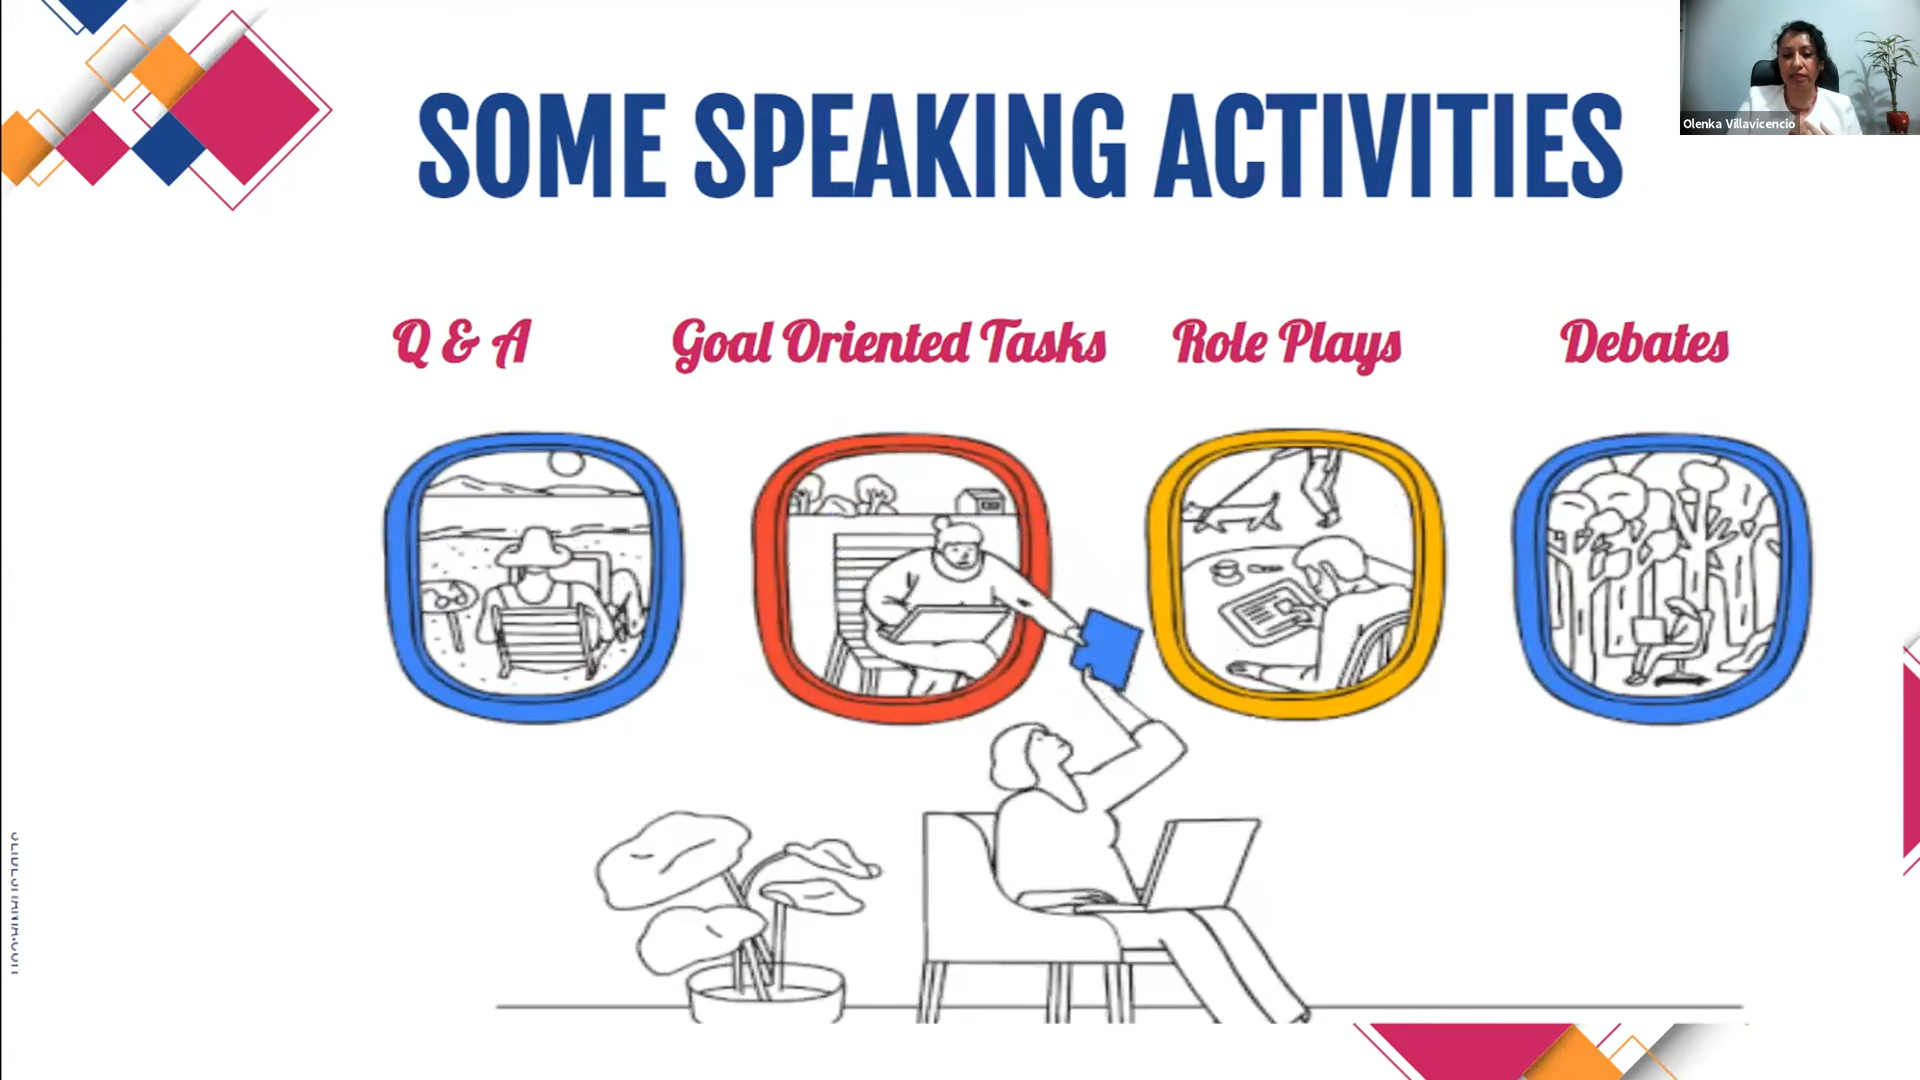 SOME SPEAKING ACTIVITIES
Olenka Villavicencio
Q & A
Goal Oriented Tasks
Role Plays
Debates